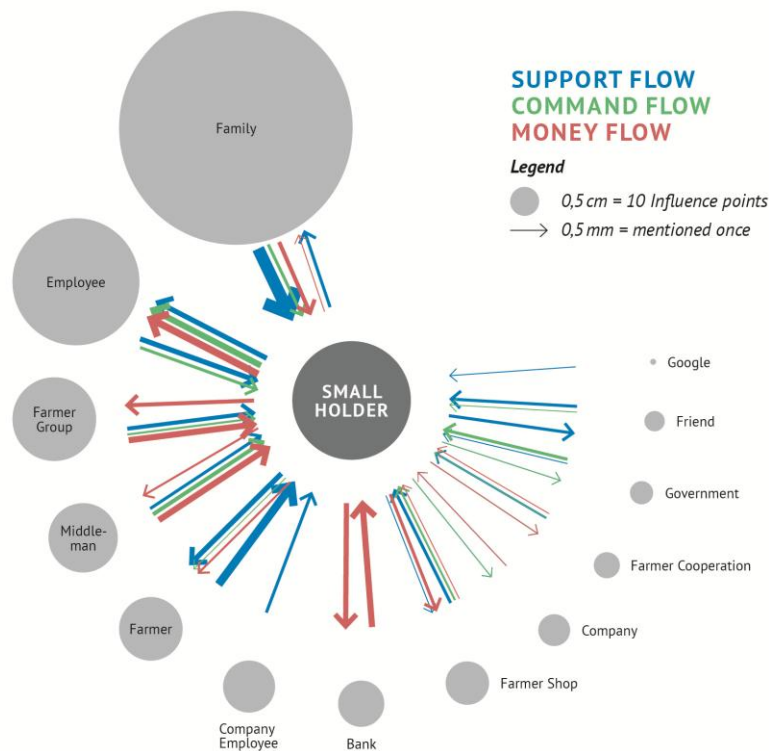 Family
SUPPORT FLOW
COMMAND FLOW
MONEY FLOW
Legend
0,5 cm = 10 Influence points
0,5 mm = mentioned once
Employee
SMALL
HOLDER
Google
Farmer
Group
Friend
Government
Middle-
man
Farmer Cooperation
Farmer
Company
Company
Employee
Bank
Farmer Shop